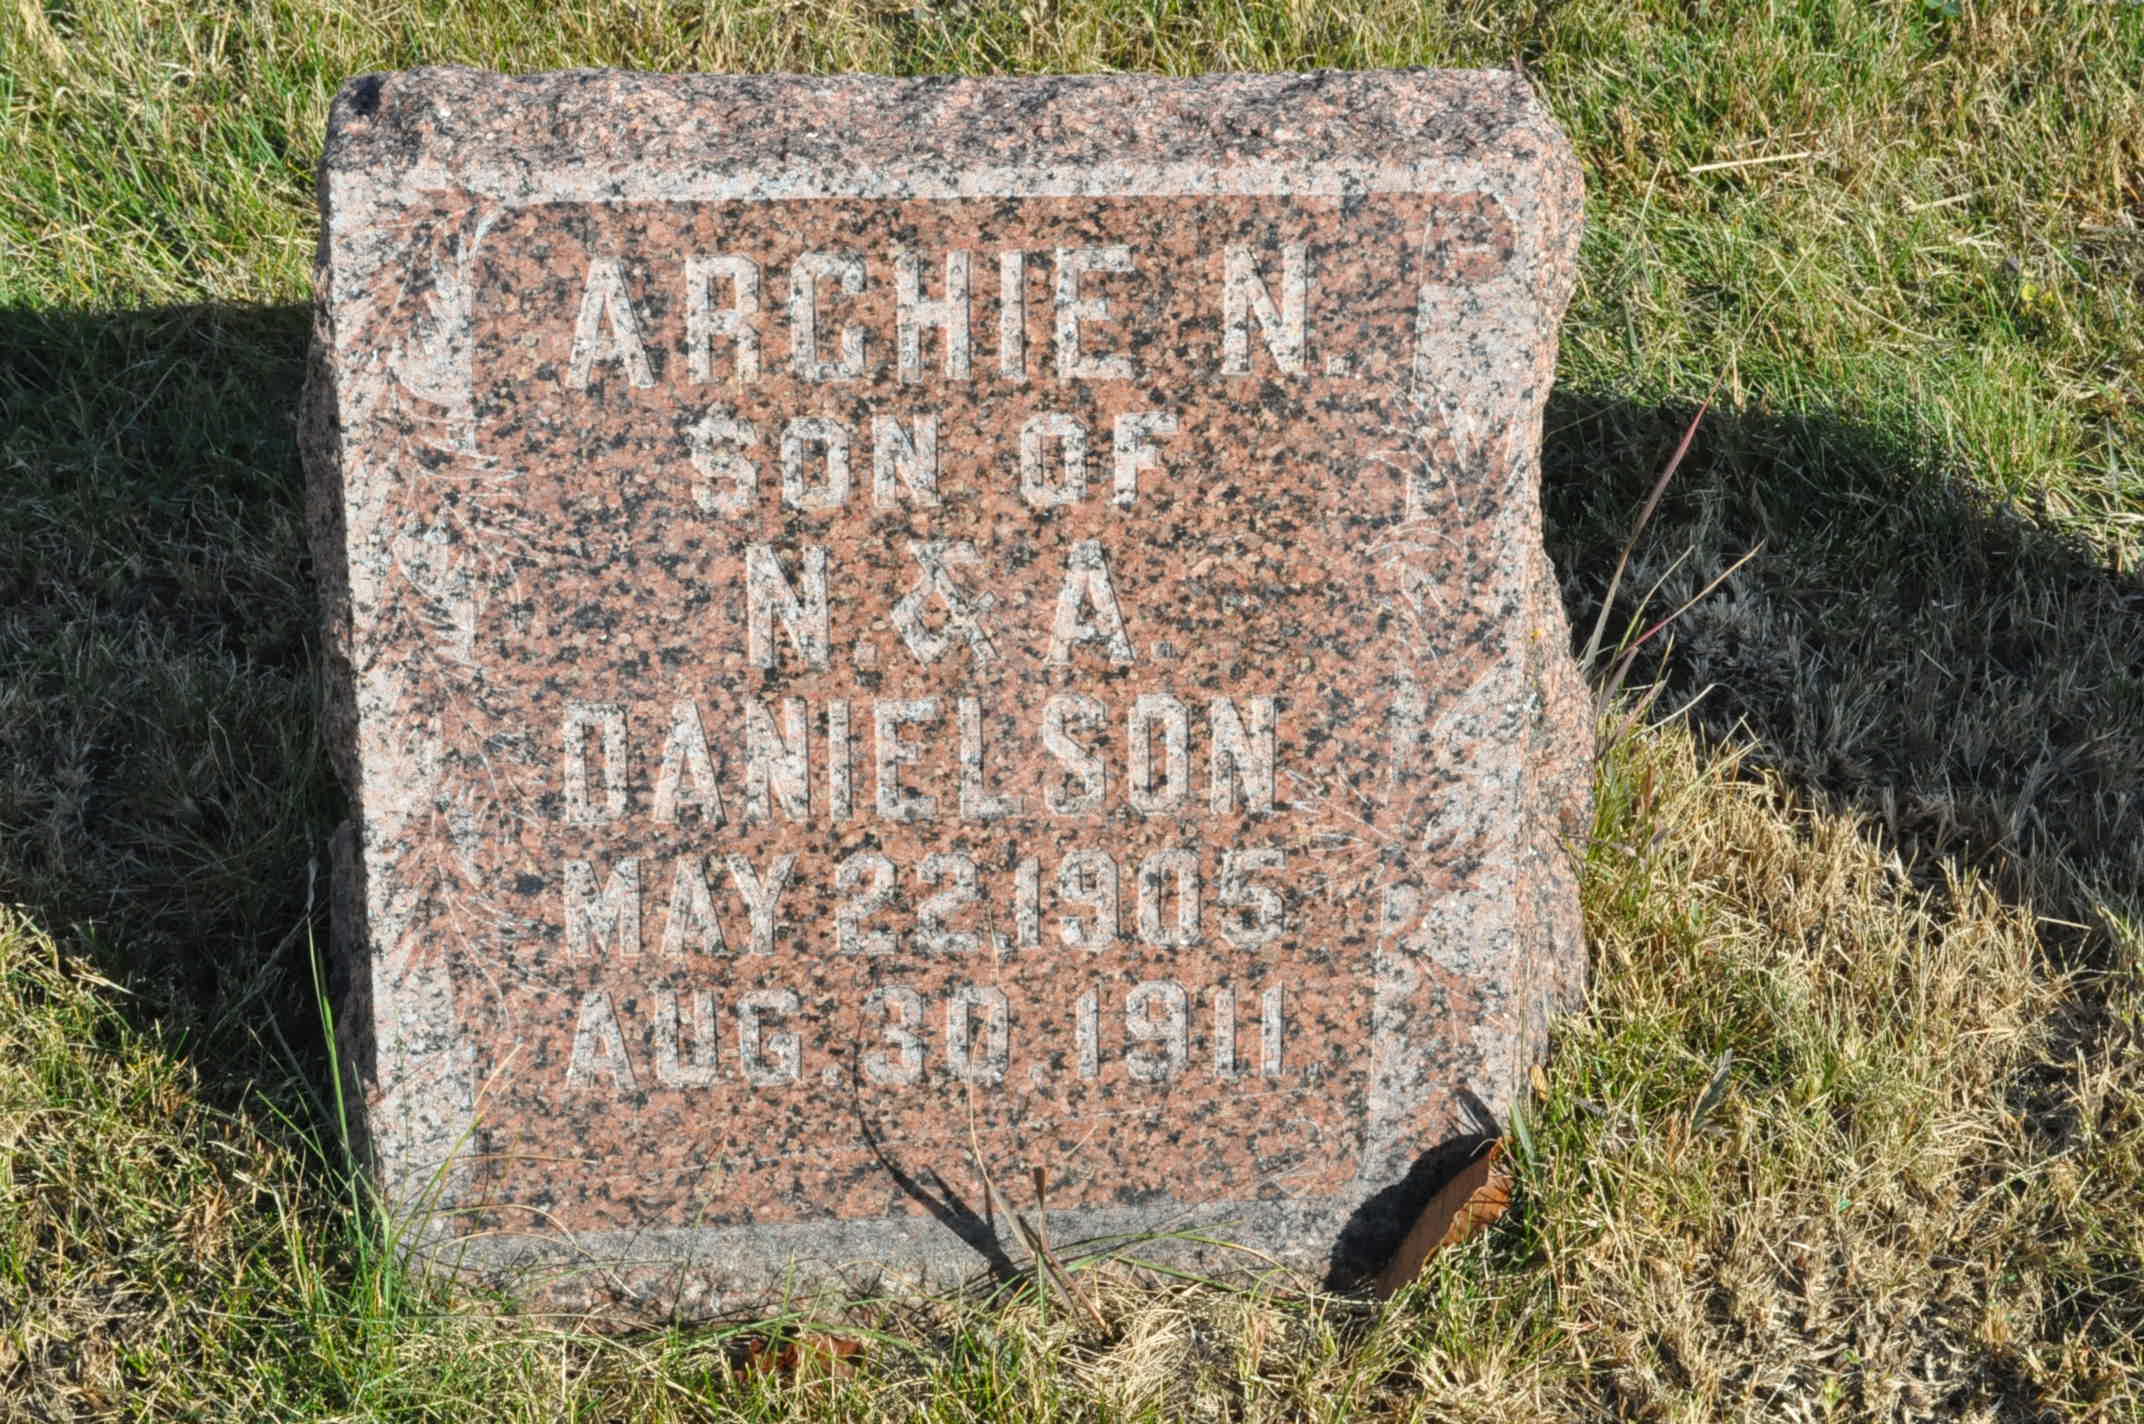 ARCHIE N.
SON OF
N. & A.
DANIELSON
MAY 22,1905
AUG. 30, 1911.